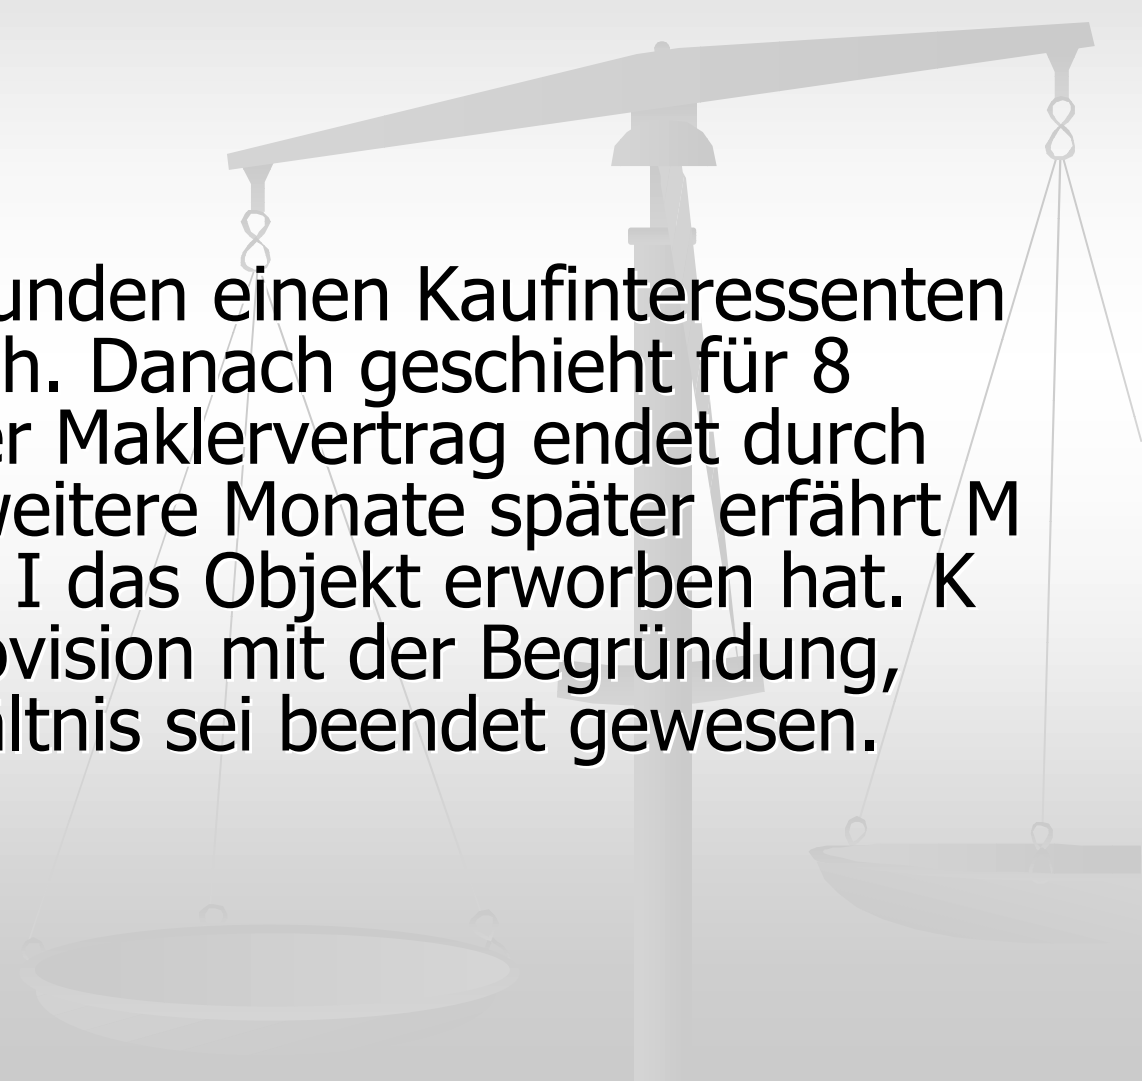 unden einen Kaufinteressenten
h. Danach geschieht für 8
er Maklervertrag endet durch
weitere Monate später erfährt M
I das Objekt erworben hat. K
ovision mit der Begründung,
ältnis sei beendet gewesen.